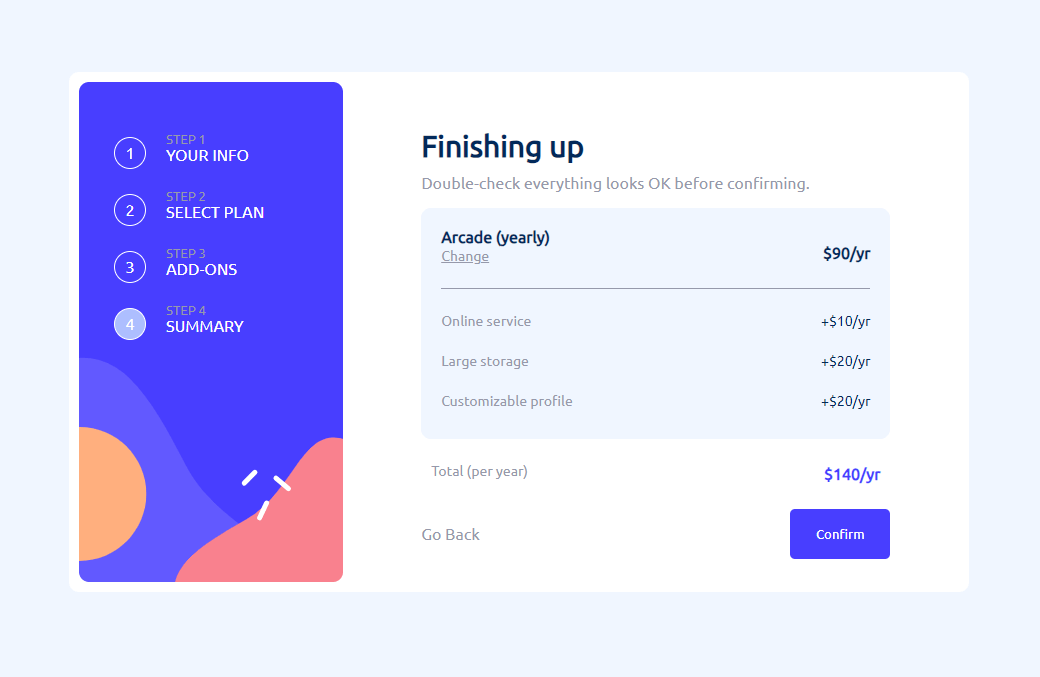 1
STEP 1
YOUR INFO
2
STEP 2
SELECT PLAN
3
STEP 3
ADD-ONS
4
STEP 4
SUMMARY
Finishing up
Double-check everything looks OK before confirming.
Arcade (yearly)
Change
$90/yr
Online service +$10/yr
Large storage +$20/yr
Customizable profile +$20/yr
Total (per year) $140/yr
Go Back Confirm